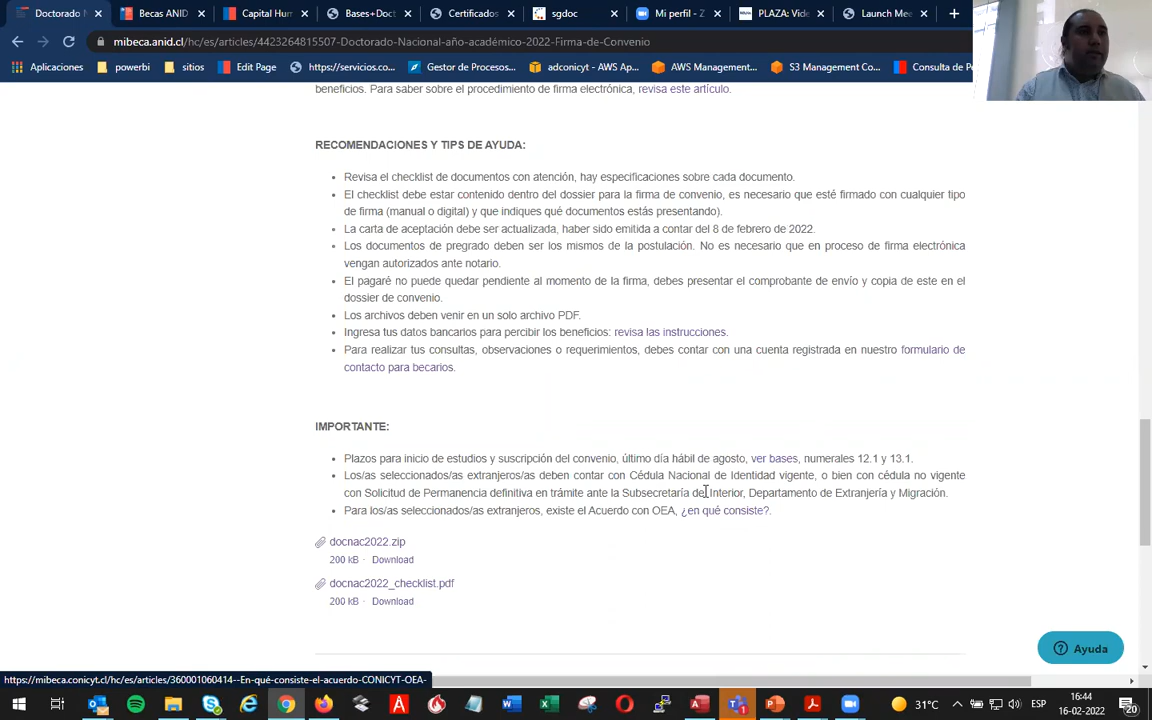 Doctorado N
Becas ANID
Capital Hum
Bases+Doct
Certificados
sgdoc
Mi perfil - Z
PLAZA: Vide
Launch Mee
mibeca.anid.cl/hc/es/articles/4423264815507-Doctorado-Nacional-año-académico-2022-Firma-de-Convenio
Aplicaciones
powerbi
sitios
Edit Page
https://servicios.co...
Gestor de Procesos...
adconicyt - AWS Ap...
AWS Management...
S3 Management Co...
Consulta de Pe
beneficios. Para saber sobre el procedimiento de firma electrónica, revisa este artículo.
RECOMENDACIONES Y TIPS DE AYUDA:
• Revisa el checklist de documentos con atención, hay especificaciones sobre cada documento.
• El checklist debe estar contenido dentro del dossier para la firma de convenio, es necesario que esté firmado con cualquier tipo
de firma (manual o digital) y que indiques qué documentos estás presentando).
• La carta de aceptación debe ser actualizada, haber sido emitida a contar del 8 de febrero de 2022.
• Los documentos de pregrado deben ser los mismos de la postulación. No es necesario que en proceso de firma electrónica
vengan autorizados ante notario.
• El pagaré no puede quedar pendiente al momento de la firma, debes presentar el comprobante de envío y copia de este en el
dossier de convenio.
• Los archivos deben venir en un solo archivo PDF.
• Ingresa tus datos bancarios para percibir los beneficios: revisa las instrucciones.
• Para realizar tus consultas, observaciones o requerimientos, debes contar con una cuenta registrada en nuestro formulario de
contacto para becarios.
IMPORTANTE:
• Plazos para inicio de estudios y suscripción del convenio, último día hábil de agosto, ver bases, numerales 12.1 y 13.1.
• Los/as seleccionados/as extranjeros/as deben contar con Cédula Nacional de Identidad vigente, o bien con cédula no vigente
con Solicitud de Permanencia definitiva en trámite ante la Subsecretaría de Interior, Departamento de Extranjería y Migración.
• Para los/as seleccionados/as extranjeros, existe el Acuerdo con OEA, ¿en qué consiste?.
docnac2022.zip
200 kB · Download
docnac2022_checklist.pdf
200 kB · Download
Ayuda
https://mibeca.conicyt.cl/hc/es/articles/360001060414--En-qué-consiste-el-acuerdo-CONICYT-OEA-
31°C
ESP
16:44
16-02-2022
20